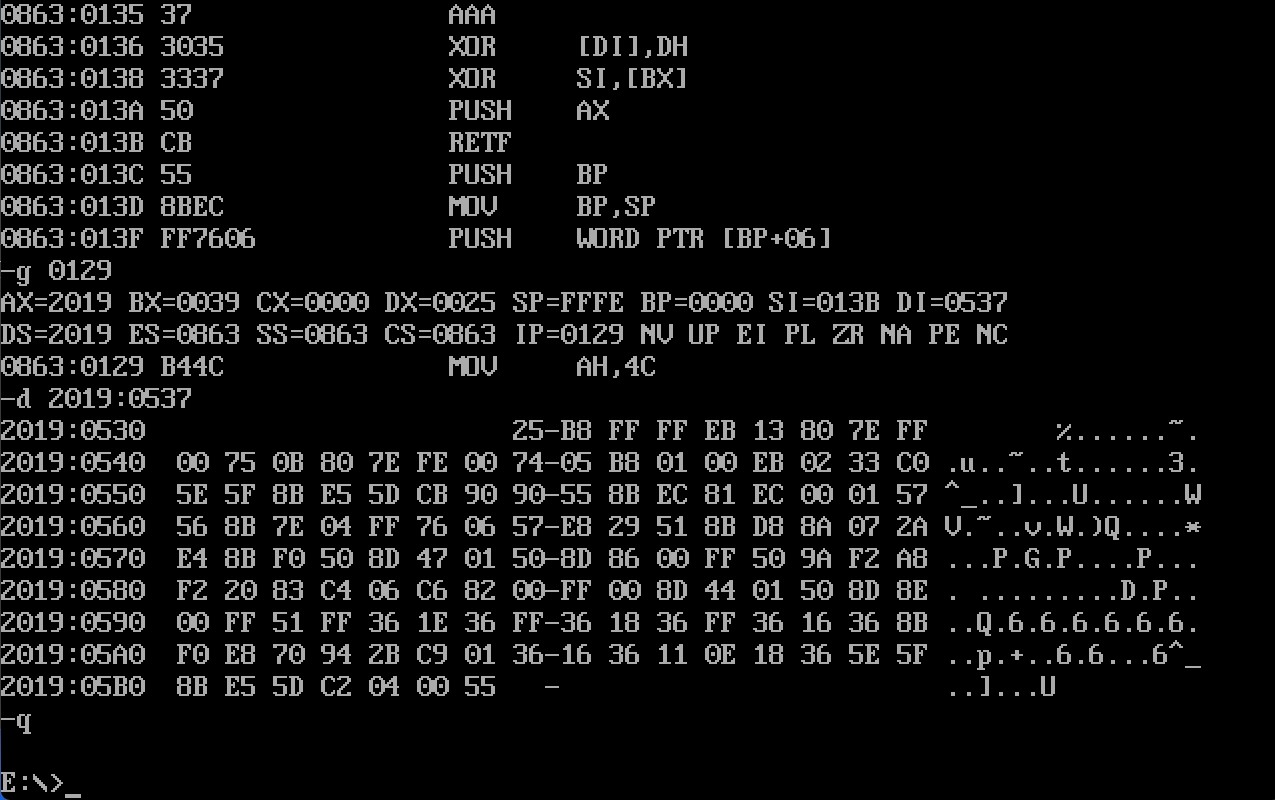 0863:0135 37            AAA
0863:0136 3035          XOR     [DI],DH
0863:0138 3337          XOR     SI,[BX]
0863:013A 50            PUSH    AX
0863:013B CB            RETF
0863:013C 55            PUSH    BP
0863:013D 8BEC          MOV     BP,SP
0863:013F FF7606        PUSH    WORD PTR [BP+06]
-g 0129
AX=2019 BX=0039 CX=0000 DX=0025 SP=FFFE BP=0000 SI=013B DI=0537
DS=2019 ES=0863 SS=0863 CS=0863 IP=0129 NV UP EI PL ZR NA PE NC
0863:0129 B44C          MOV     AH,4C
-d 2019:0537
2019:0530                       25-B8 FF FF EB 13 80 7E FF        %......~.
2019:0540  00 75 0B 80 7E FE 00 74-05 B8 01 00 EB 02 33 C0 .u..~..t......3.
2019:0550  5E 5F 8B E5 5D CB 90 90-55 8B EC 81 EC 00 01 57 ^_..]...U......W
2019:0560  56 8B 7E 04 FF 76 06 57-E8 29 51 8B D8 8A 07 2A V.~..v.W.)Q....*
2019:0570  E4 8B F0 50 8D 47 01 50-8D 86 00 FF 50 9A F2 A8 ...P.G.P....P...
2019:0580  F2 20 83 C4 06 C6 82 00-FF 00 8D 44 01 50 8D 8E . .........D.P..
2019:0590  00 FF 51 FF 36 1E 36 FF-36 18 36 FF 36 16 36 8B ..Q.6.6.6.6.6.6.
2019:05A0  F0 E8 70 94 2B C9 01 36-16 36 11 0E 18 36 5E 5F ..p.+..6.6...6^_
2019:05B0  8B E5 5D C2 04 00 55   -                        ..]...U
-q
E:\>_